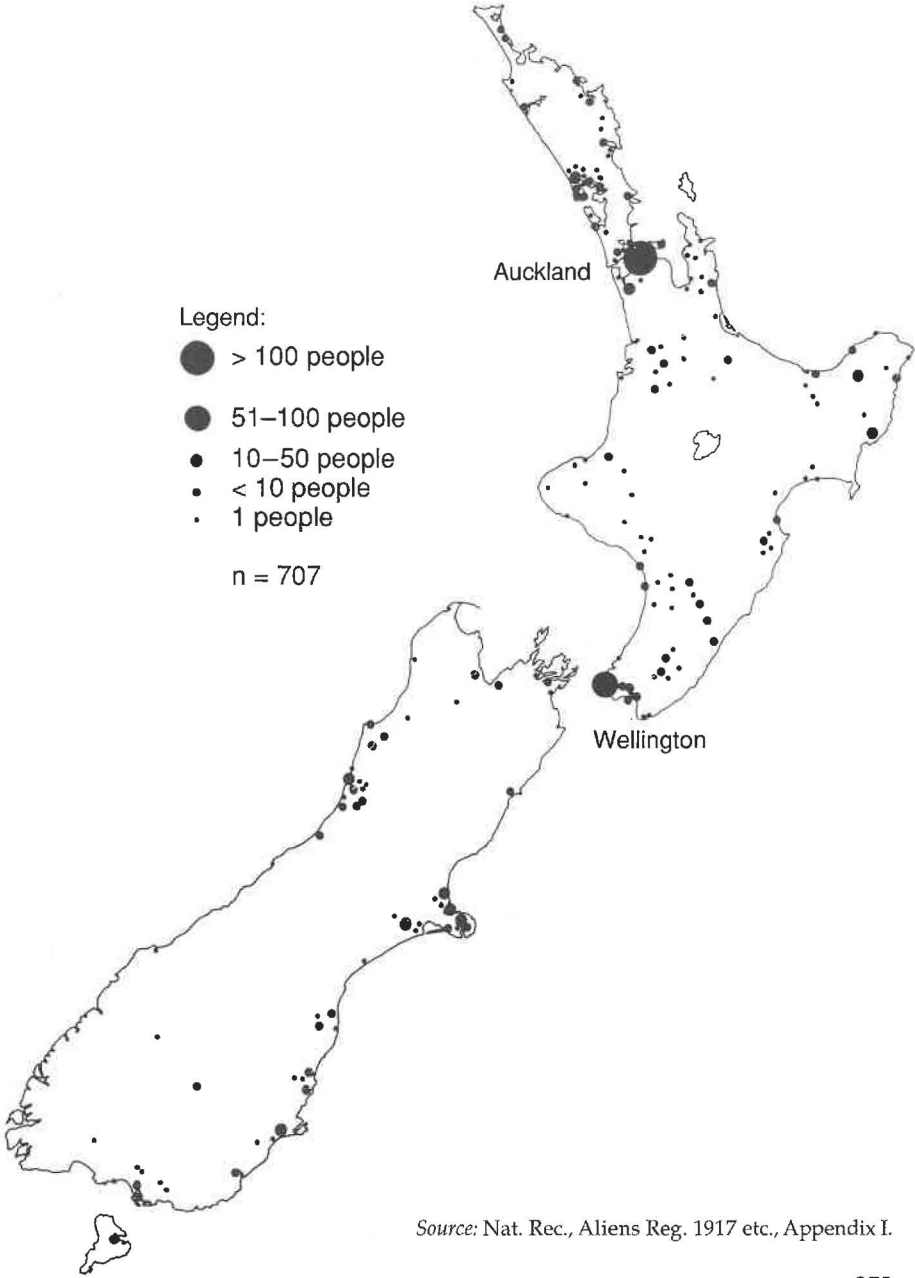 Auckland
Legend:
> 100 people
51–100 people
10–50 people
< 10 people
1 people
n = 707
Wellington
Source: Nat. Rec., Aliens Reg. 1917 etc., Appendix I.